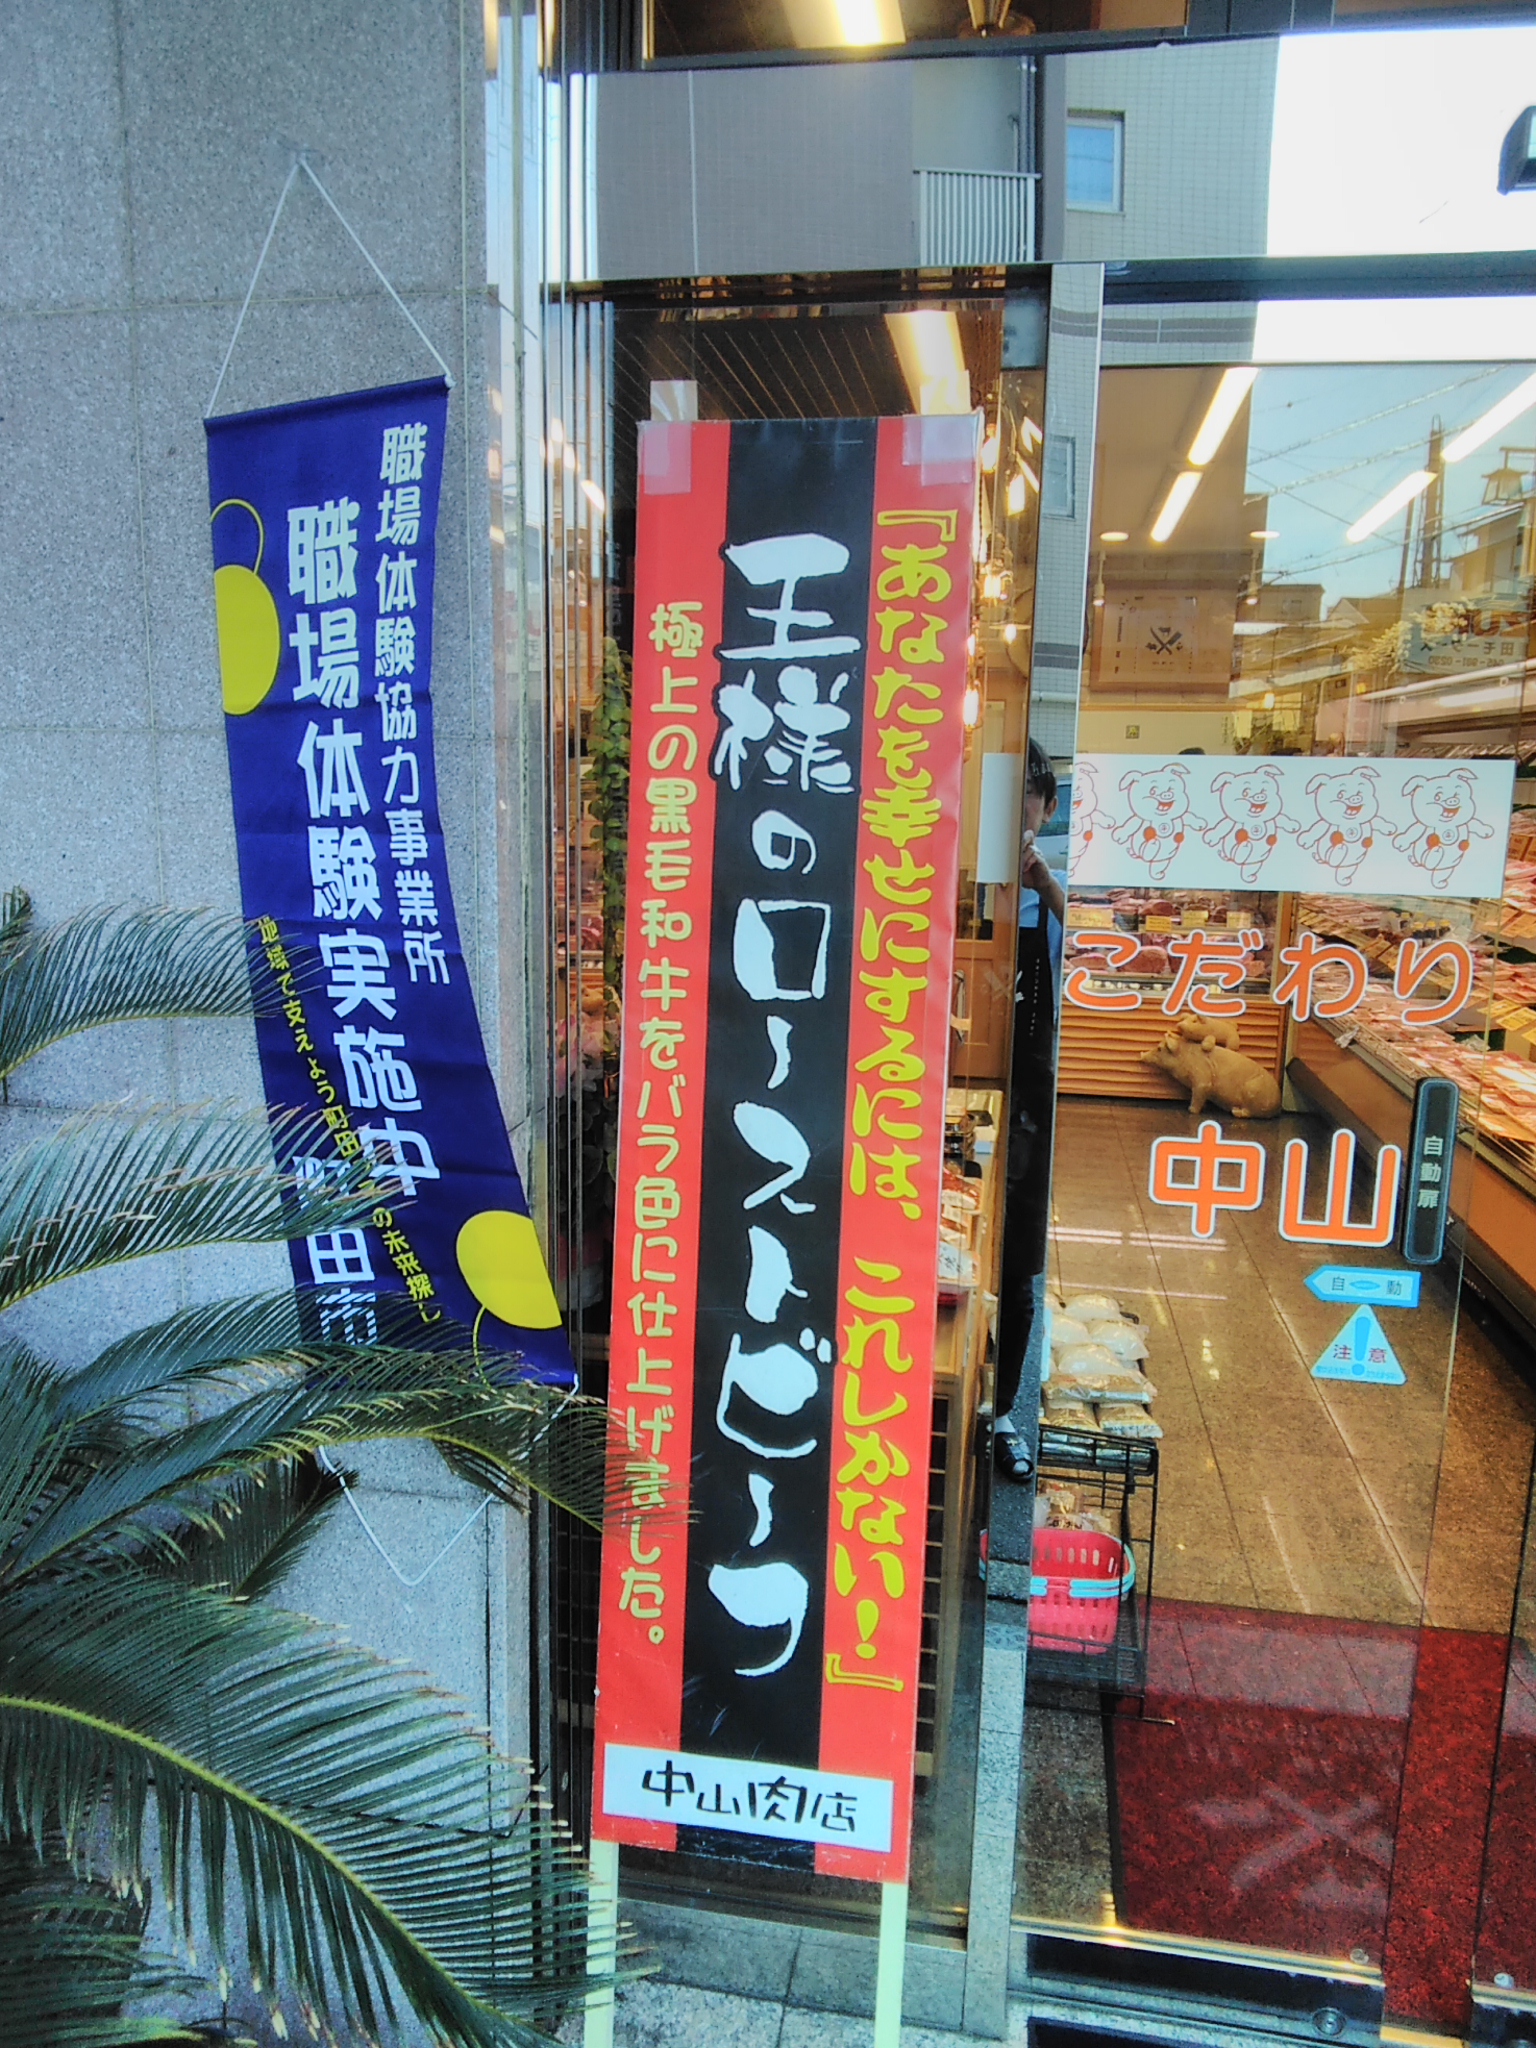 職場体験協力事業所
職場体験実施中
地域で支えよう町田っ子の未来探し
町田市
『あなたを幸せにするには、これしかない!』
王様のローストビーフ
極上の黒毛和牛をバラ色に仕上げました。
中山肉店
こだわり
中山
自動扉
自動
注意